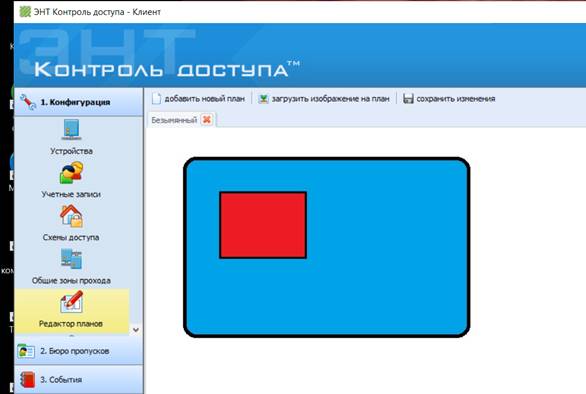 ЭНТ Контроль доступа - Клиент
ЭНТ
Контроль доступа™
1. Конфигурация
добавить новый план
загрузить изображение на план
сохранить изменения
Безымянный
Устройства
Учетные записи
Схемы доступа
Общие зоны прохода
Редактор планов
2. Бюро пропусков
3. События